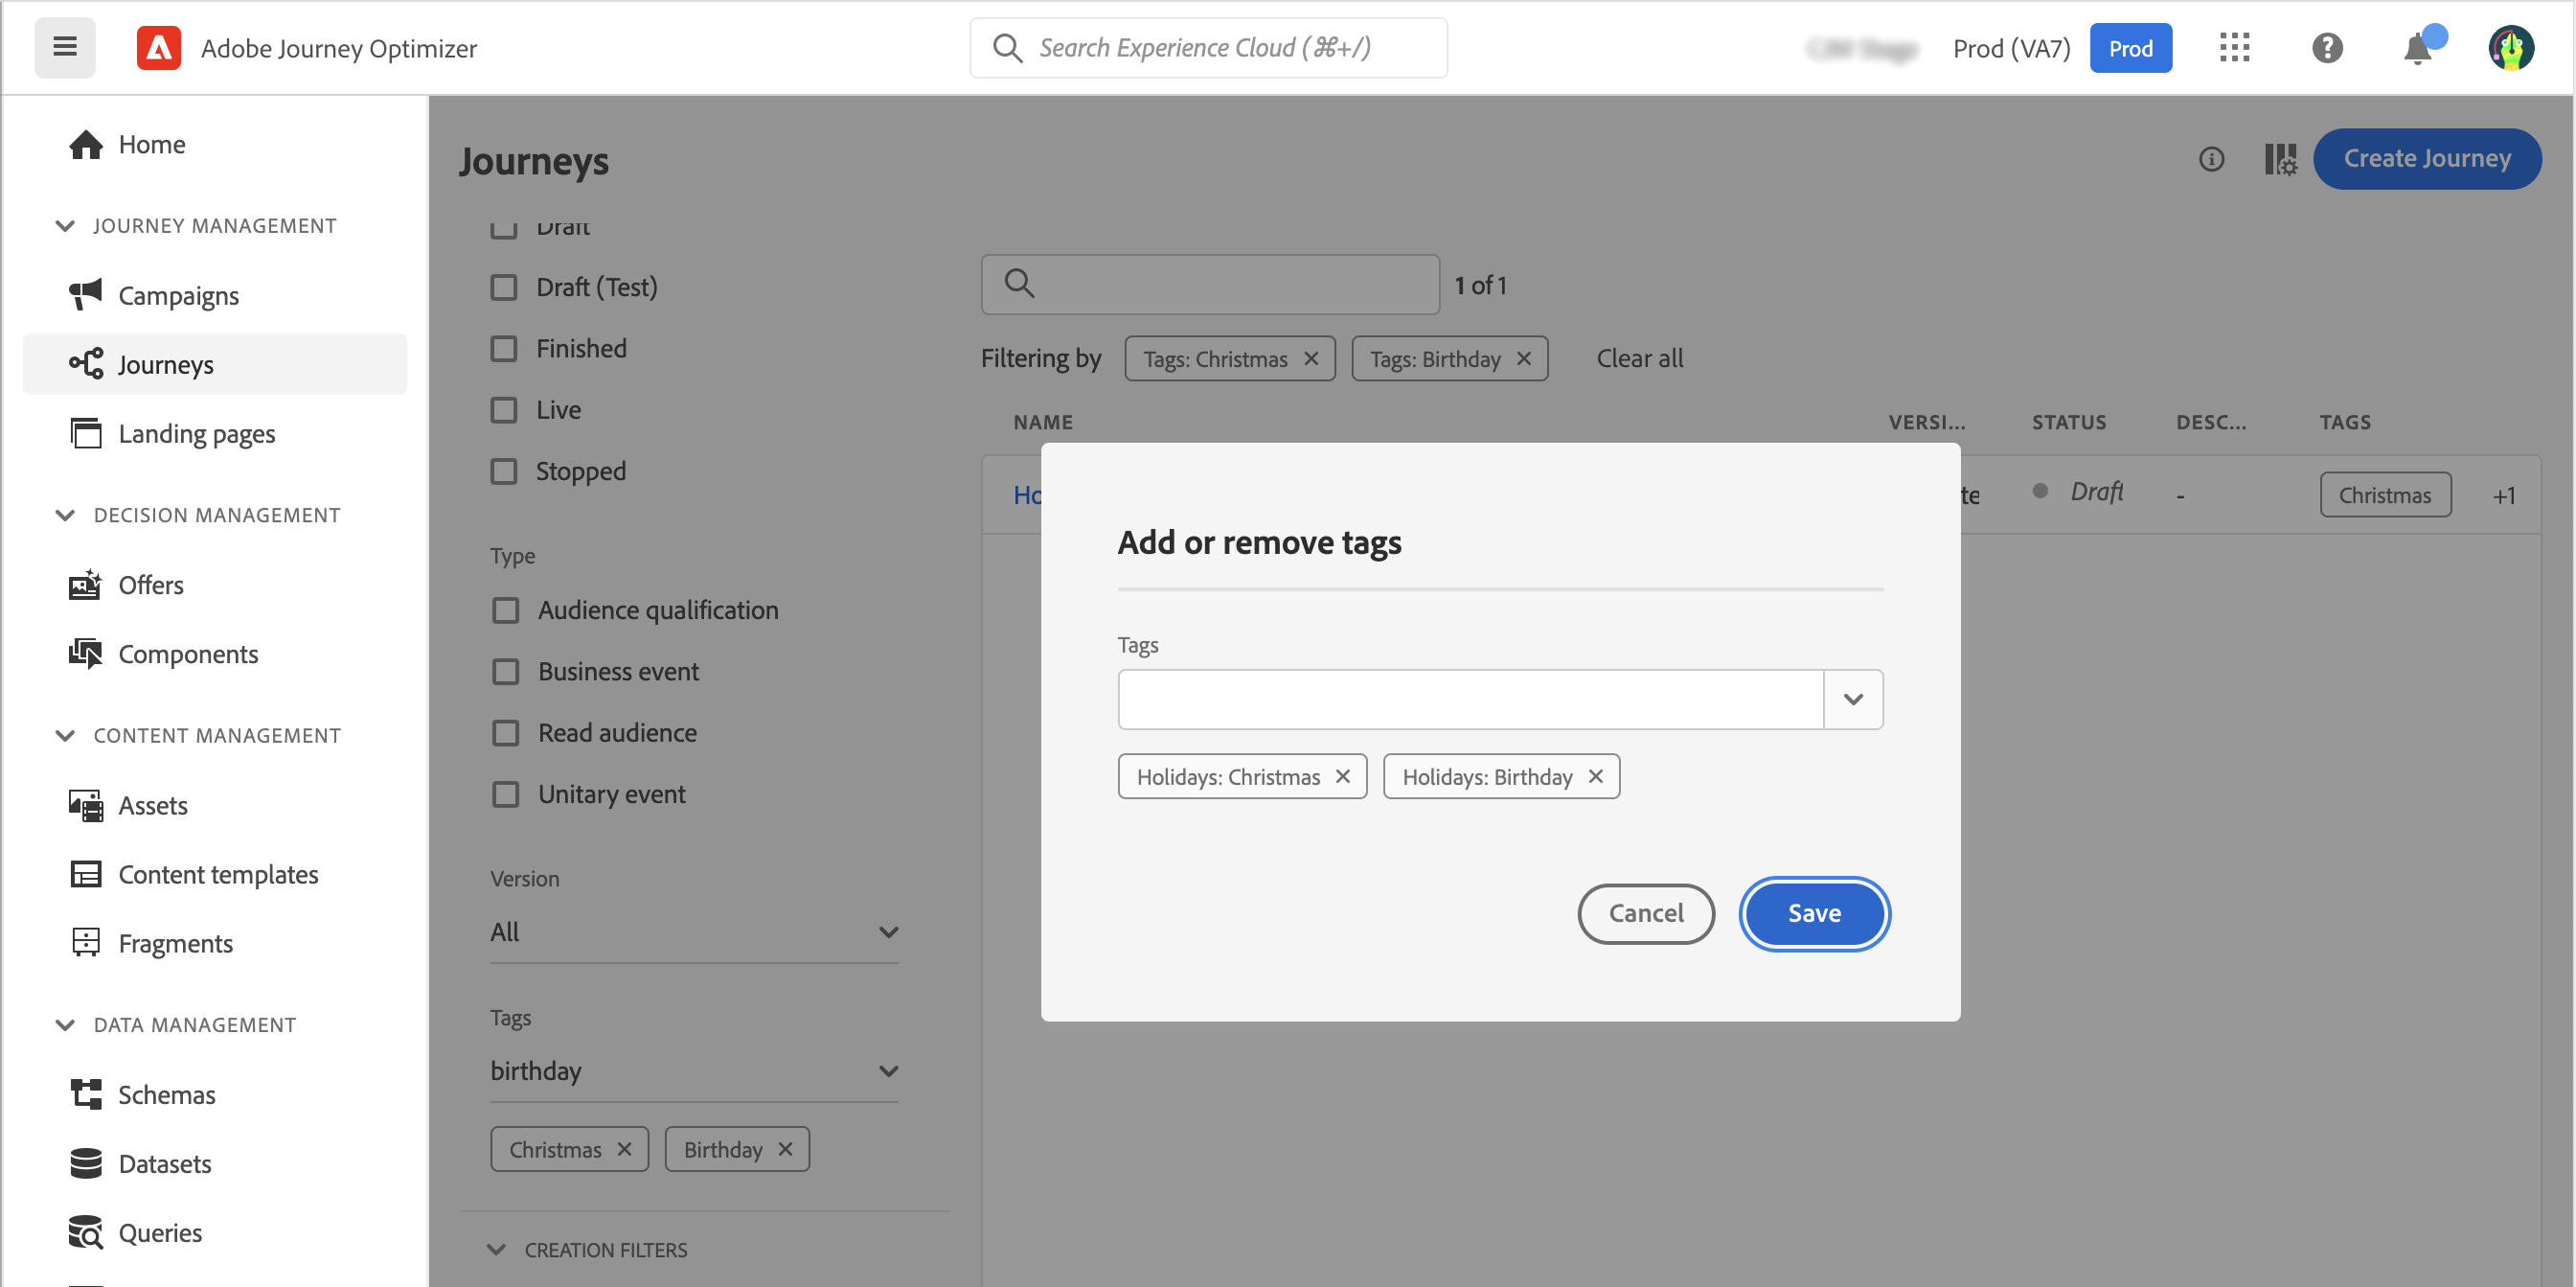 Adobe Journey Optimizer
Search Experience Cloud (⌘+/)
Prod (VA7)
Prod
Home
JOURNEY MANAGEMENT
Campaigns
Journeys
Landing pages
DECISION MANAGEMENT
Offers
Components
CONTENT MANAGEMENT
Assets
Content templates
Fragments
DATA MANAGEMENT
Schemas
Datasets
Queries
Journeys
Create Journey
Draft
Draft (Test)
Finished
Live
Stopped
Type
Audience qualification
Business event
Read audience
Unitary event
Version
All
Tags
birthday
Christmas
Birthday
CREATION FILTERS
1 of 1
Filtering by
Tags: Christmas
Tags: Birthday
Clear all
NAME
VERSI...
STATUS
DESC...
TAGS
Ho
te
Draft
-
Christmas
+1
Add or remove tags
Tags
Holidays: Christmas
Holidays: Birthday
Cancel
Save